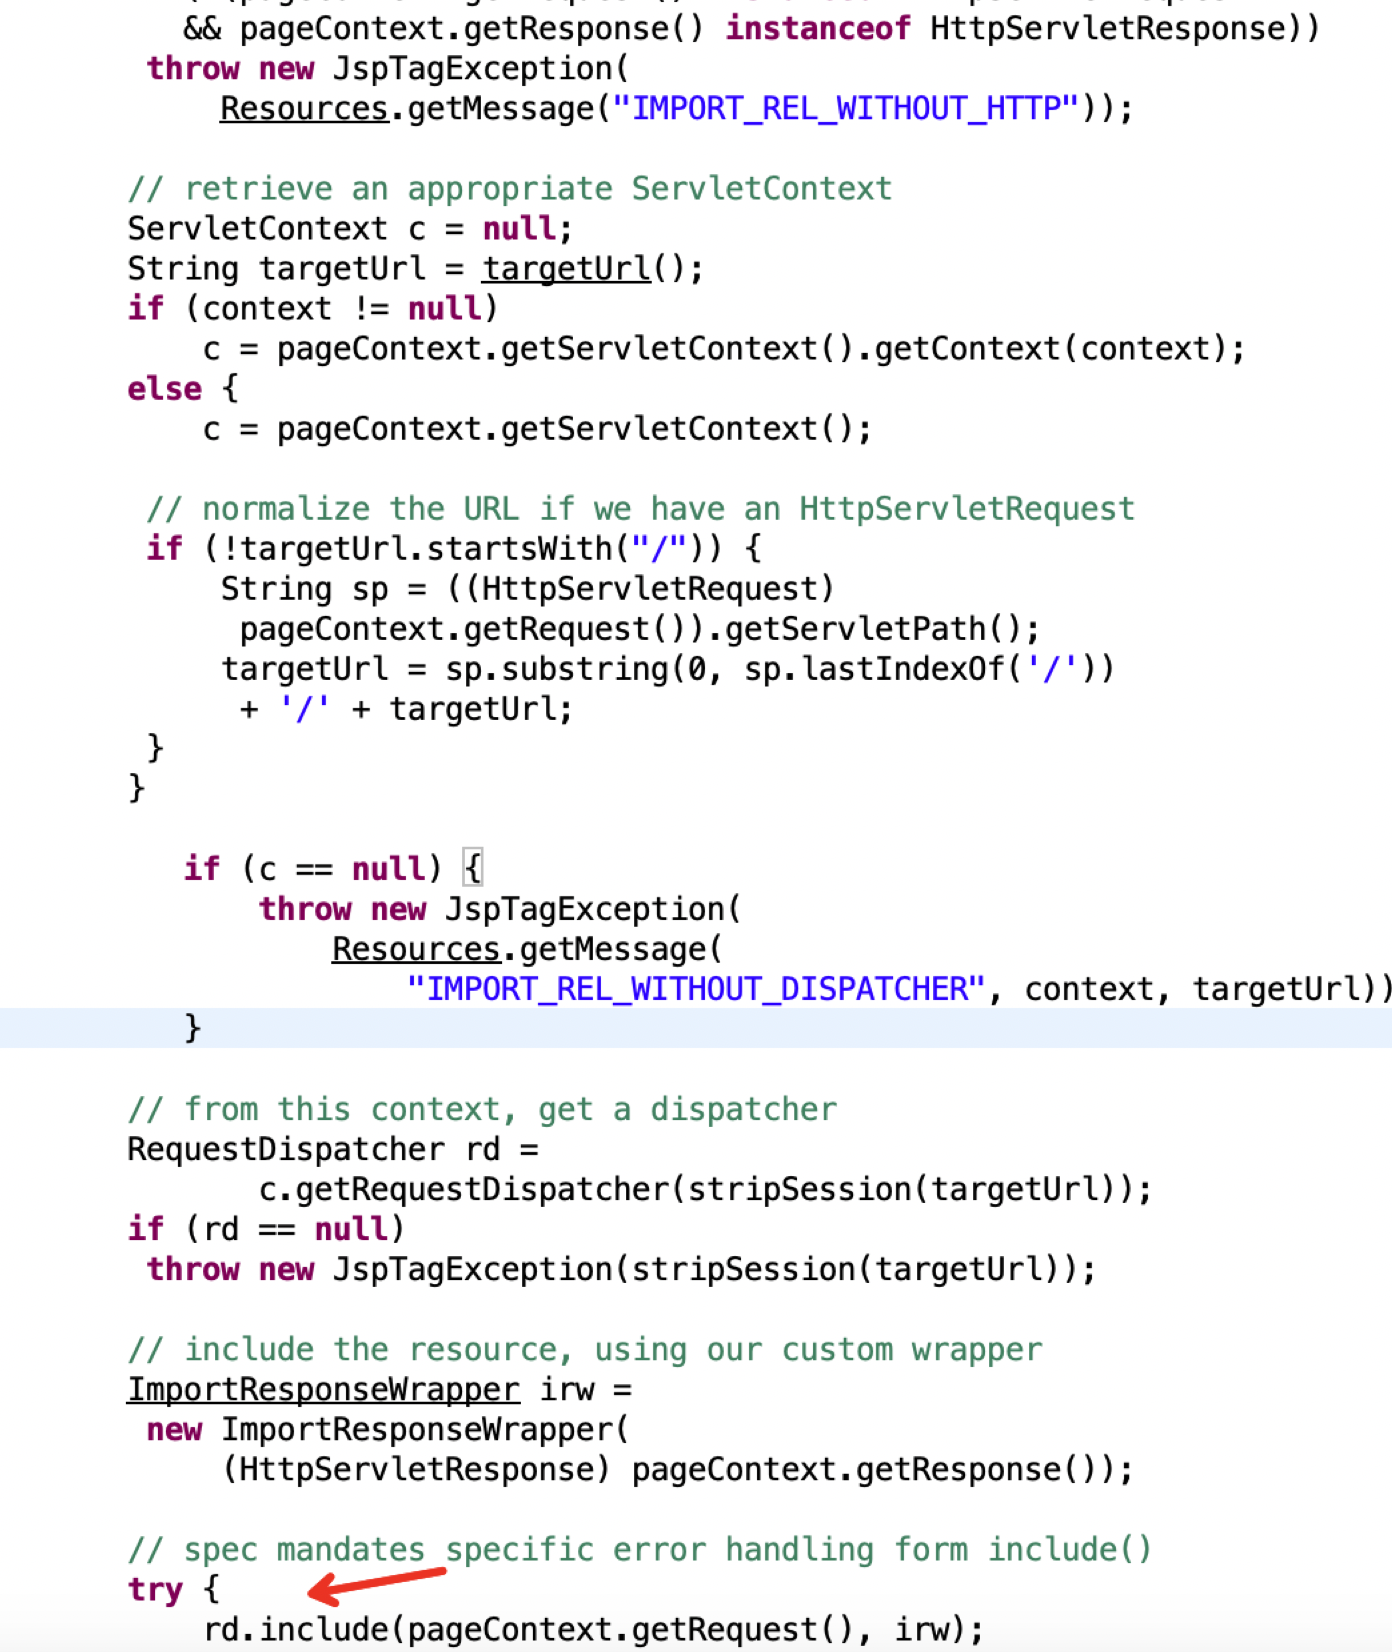 && pageContext.getResponse() instanceof HttpServletResponse))
throw new JspTagException(
Resources.getMessage("IMPORT_REL_WITHOUT_HTTP"));
// retrieve an appropriate ServletContext
ServletContext c = null;
String targetUrl = targetUrl();
if (context != null)
c = pageContext.getServletContext().getContext(context);
else {
c = pageContext.getServletContext();
// normalize the URL if we have an HttpServletRequest
if (!targetUrl.startsWith("/")) {
String sp = ((HttpServletRequest)
pageContext.getRequest()).getServletPath();
targetUrl = sp.substring(0, sp.lastIndexOf('/'))
+ '/' + targetUrl;
}
}
if (c == null) {
throw new JspTagException(
Resources.getMessage(
"IMPORT_REL_WITHOUT_DISPATCHER", context, targetUrl))
}
// from this context, get a dispatcher
RequestDispatcher rd =
c.getRequestDispatcher(stripSession(targetUrl));
if (rd == null)
throw new JspTagException(stripSession(targetUrl));
// include the resource, using our custom wrapper
ImportResponseWrapper irw =
new ImportResponseWrapper(
(HttpServletResponse) pageContext.getResponse());
// spec mandates specific error handling form include()
try {
rd.include(pageContext.getRequest(), irw);